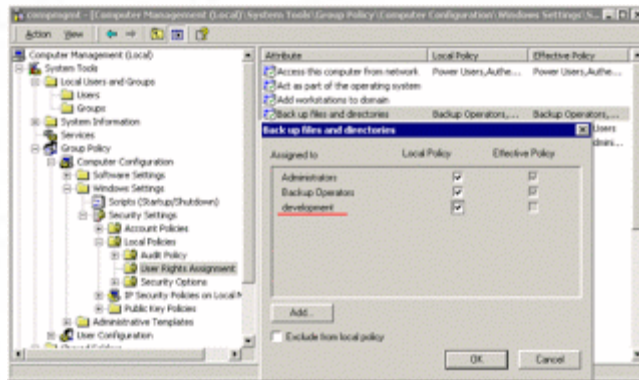 compmgmt - [Computer Management (Local)\System Tools\Group Policy\Computer Configuration\Windows Settings\S...
Action View
Computer Management (Local)
System Tools
Local Users and Groups
Users
Groups
System Information
Services
Group Policy
Computer Configuration
Software Settings
Windows Settings
Scripts (Startup/Shutdown)
Security Settings
Account Policies
Local Policies
Audit Policy
User Rights Assignment
Security Options
IP Security Policies on Local M
Public Key Policies
Administrative Templates
User Configuration
Attribute Local Policy Effective Policy
Access this computer from network Power Users,Authe... Power Users,Authe...
Act as part of the operating system
Add workstations to domain
Back up files and directories Backup Operators,... Backup Operators,...
Back up files and directories
Assigned to Local Policy Effective Policy
Administrators
Backup Operators
development
Add...
Exclude from local policy
OK Cancel